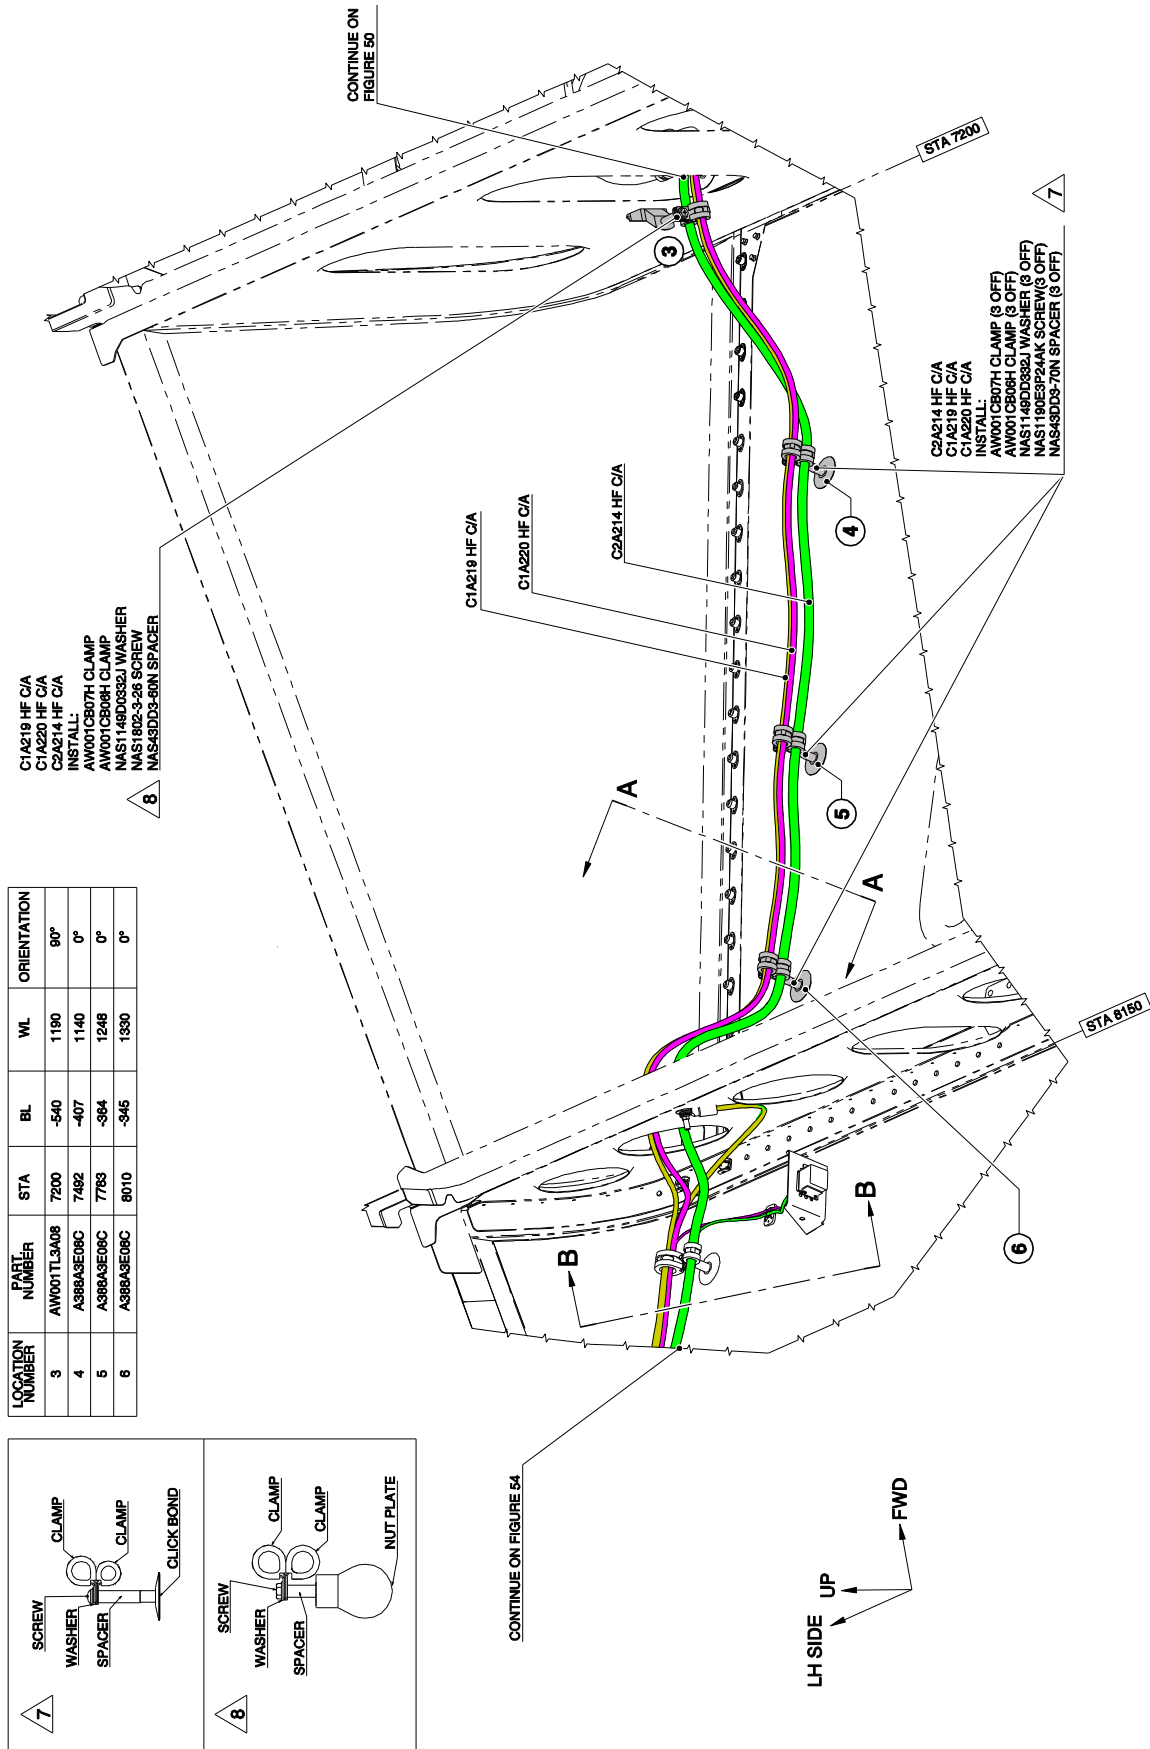 7
SCREW
WASHER
SPACER
CLAMP
CLAMP
CLICK BOND
8
SCREW
WASHER
SPACER
CLAMP
CLAMP
NUT PLATE
LOCATION NUMBER PART NUMBER STA BL WL ORIENTATION
3 AW001TL3A08 7200 -540 1190 90°
4 A388A3E08C 7492 -407 1140 0°
5 A388A3E08C 7763 -364 1248 0°
6 A388A3E08C 8010 -345 1330 0°
C1A219 HF C/A
C1A220 HF C/A
C2A214 HF C/A
INSTALL:
AW001CB07H CLAMP
AW001CB06H CLAMP
NAS1149D0332J WASHER
NAS1802-3-26 SCREW
NAS43DD3-60N SPACER
8
CONTINUE ON
FIGURE 50
STA 7200
3
C1A219 HF C/A
C1A220 HF C/A
C2A214 HF C/A
4
5
6
A
A
B
B
C2A214 HF C/A
C1A219 HF C/A
C1A220 HF C/A
INSTALL:
AW001CB07H CLAMP (3 OFF)
AW001CB06H CLAMP (3 OFF)
NAS1149DD332J WASHER (3 OFF)
NAS1190E3P24AK SCREW(3 OFF)
NAS43DD3-70N SPACER (3 OFF)
7
STA 8150
CONTINUE ON FIGURE 54
LH SIDE
UP
FWD